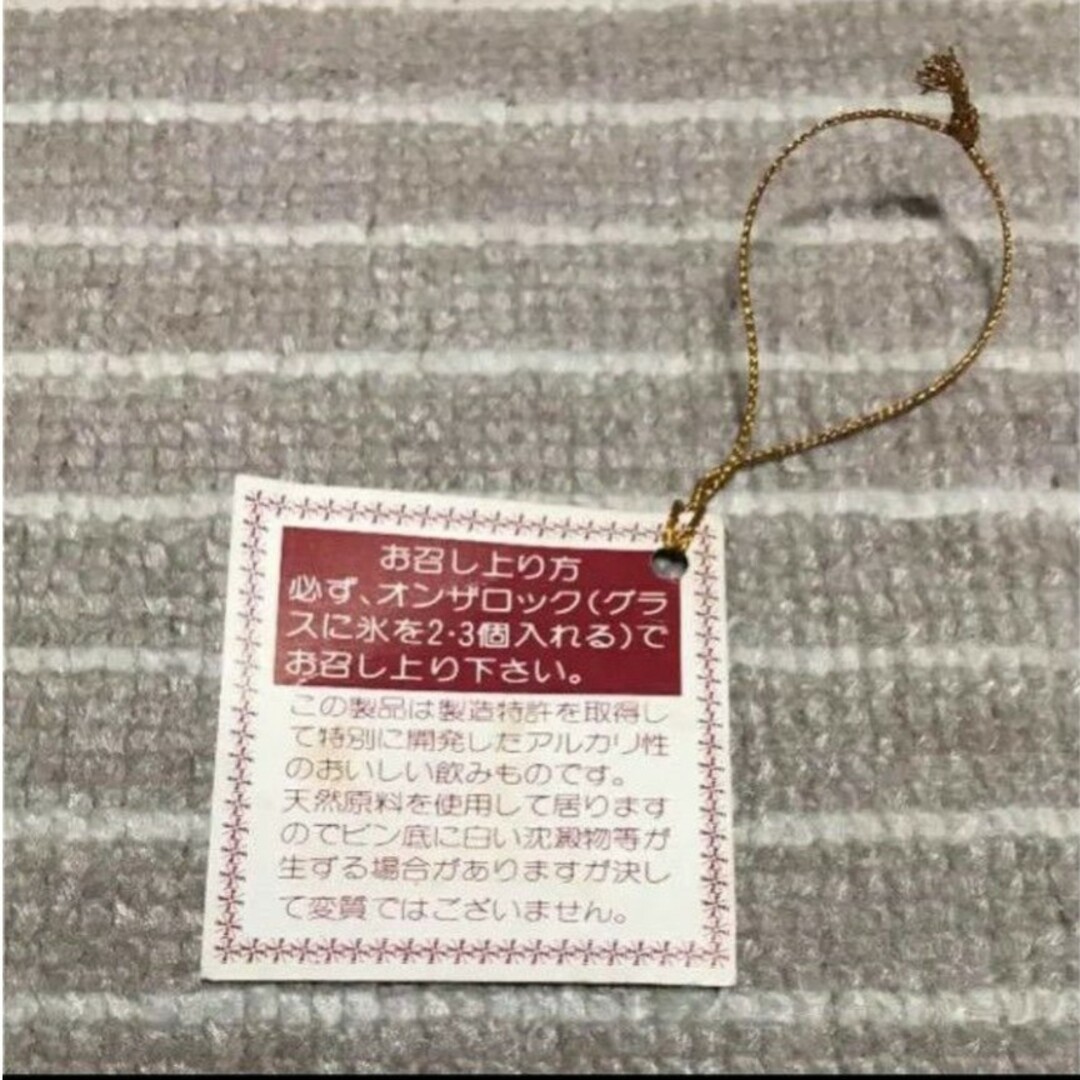 お召し上り方
必ず、オンザロック(グラ
スに氷を2・3個入れる)で
お召し上り下さい。
この製品は製造特許を取得し
て特別に開発したアルカリ性
のおいしい飲みものです。
天然原料を使用して居ります
のでビン底に白い沈澱物等が
生ずる場合がありますが決し
て変質ではございません。